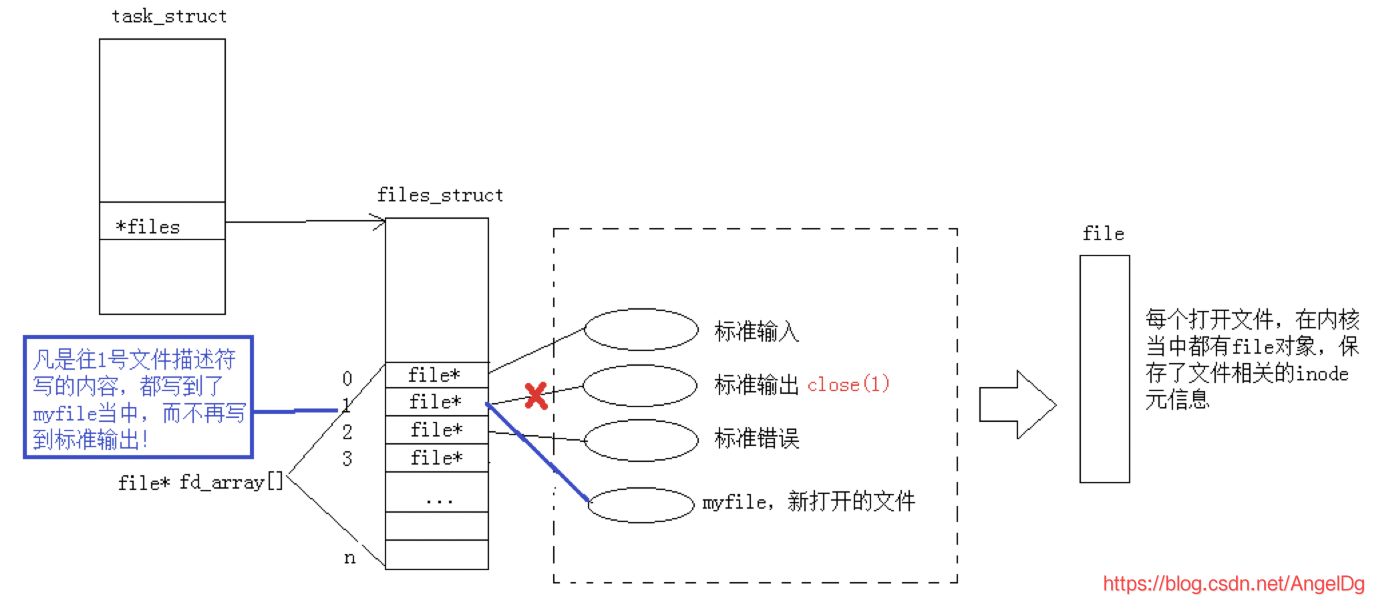 task_struct
*files
files_struct
file
标准输入
标准输出 close(1)
标准错误
myfile，新打开的文件
每个打开文件，在内核
当中都有file对象，保
存了文件相关的inode
元信息
凡是往1号文件描述符
写的内容，都写到了
myfile当中，而不再写
到标准输出！
0 file*
1 file*
2 file*
3 file*
...
n
file* fd_array[]
https://blog.csdn.net/AngelDg